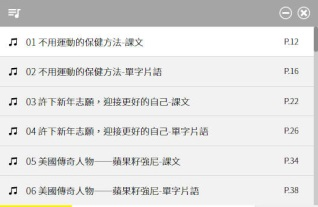 01 不用運動的保健方法-課文 P.12
02 不用運動的保健方法-單字片語 P.16
03 許下新年志願，迎接更好的自己-課文 P.22
04 許下新年志願，迎接更好的自己-單字片語 P.26
05 美國傳奇人物──蘋果籽強尼-課文 P.34
06 美國傳奇人物──蘋果籽強尼-單字片語 P.38